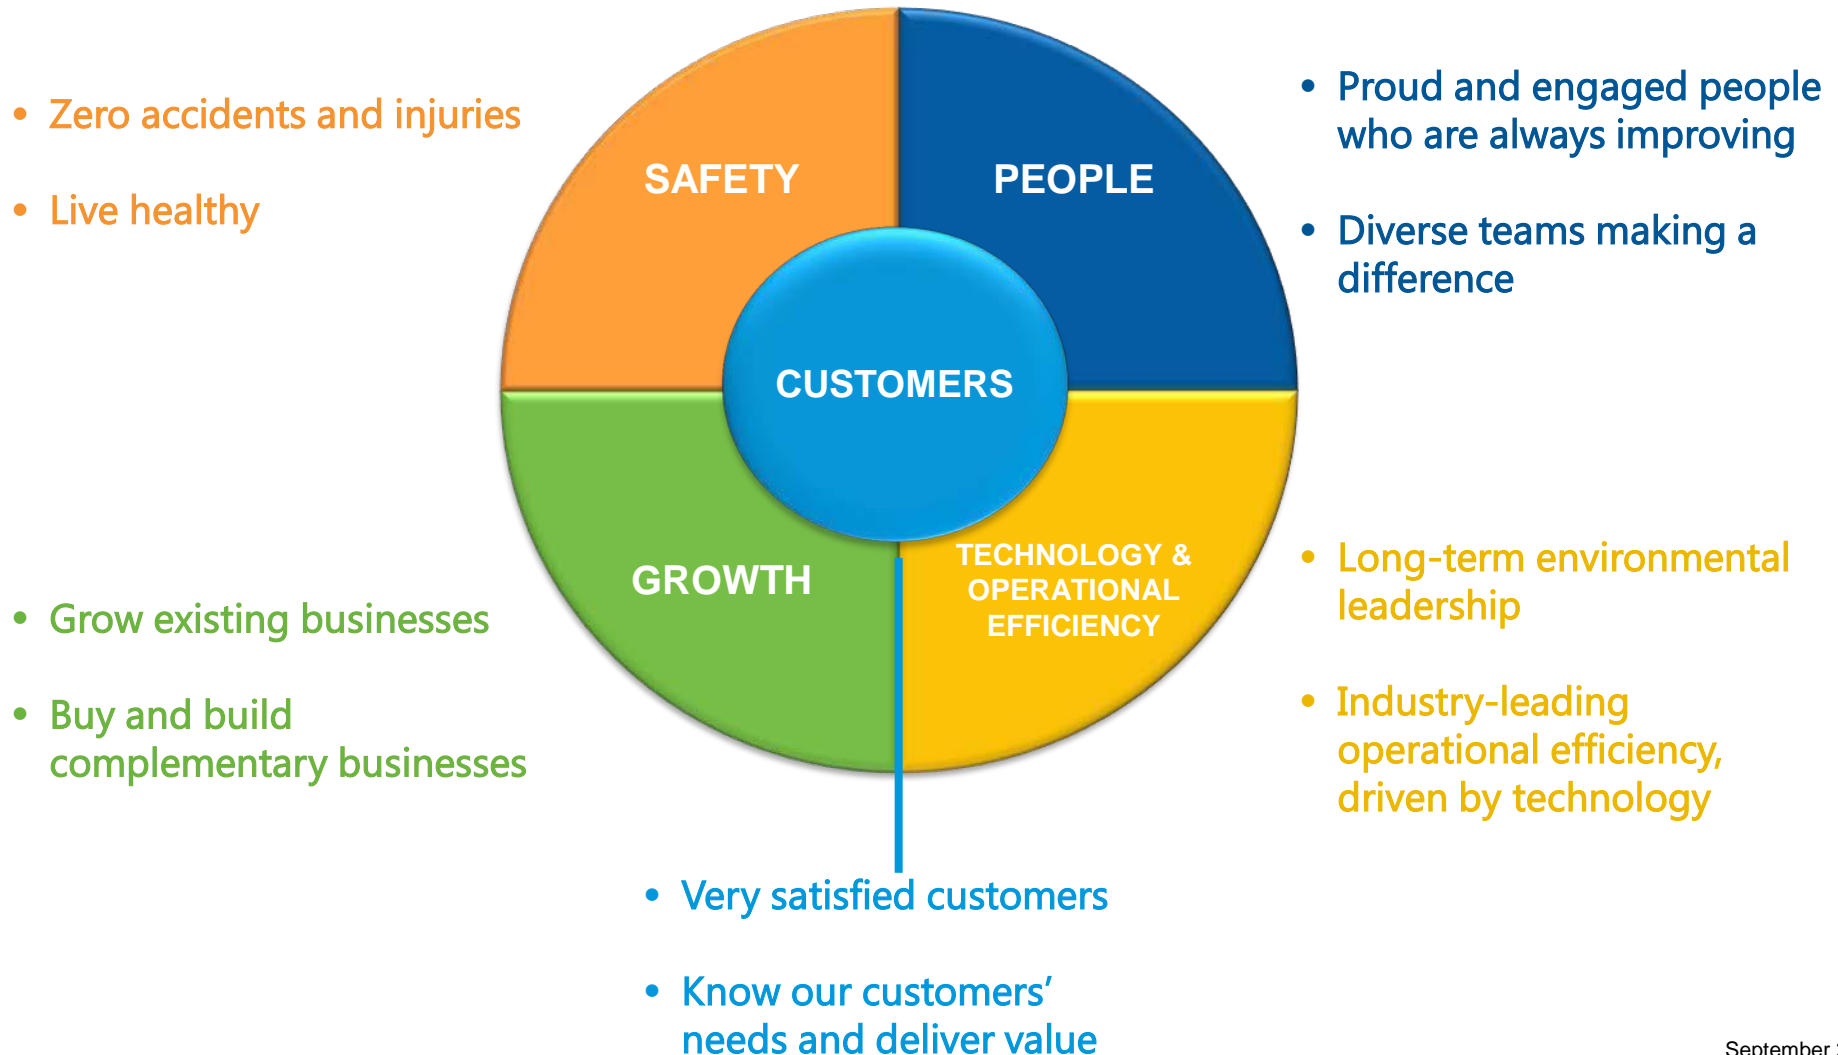 • Zero accidents and injuries
• Live healthy
SAFETY
PEOPLE
• Proud and engaged people
who are always improving
• Diverse teams making a
difference
CUSTOMERS
GROWTH
TECHNOLOGY &
OPERATIONAL
EFFICIENCY
• Grow existing businesses
• Buy and build
complementary businesses
• Long-term environmental
leadership
• Industry-leading
operational efficiency,
driven by technology
• Very satisfied customers
• Know our customers’
needs and deliver value
September